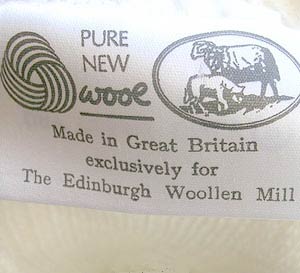 PURE
NEW
wool
Made in Great Britain
exclusively for
The Edinburgh Woollen Mill